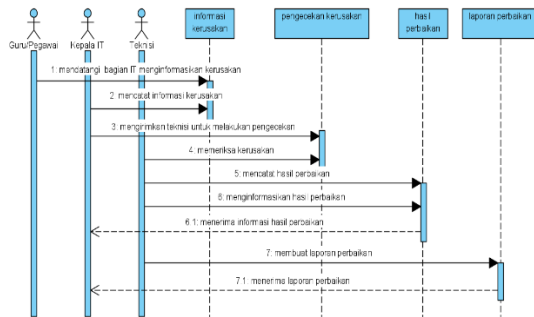 informasi
kerusakan
pengecekan kerusakan
hasil
perbaikan
laporan perbaikan
Guru/Pegawai
Kepala IT
Teknisi
1: mendatangi bagian IT menginformasikan kerusakan
2: mencatat informasi kerusakan
3: mengirimkan teknisi untuk melakukan pengecekan
4: memeriksa kerusakan
5: mencatat hasil perbaikan
6: menginformasikan hasil perbaikan
6.1: menerima informasi hasil perbaikan
7: membuat laporan perbaikan
7.1: menerima laporan perbaikan